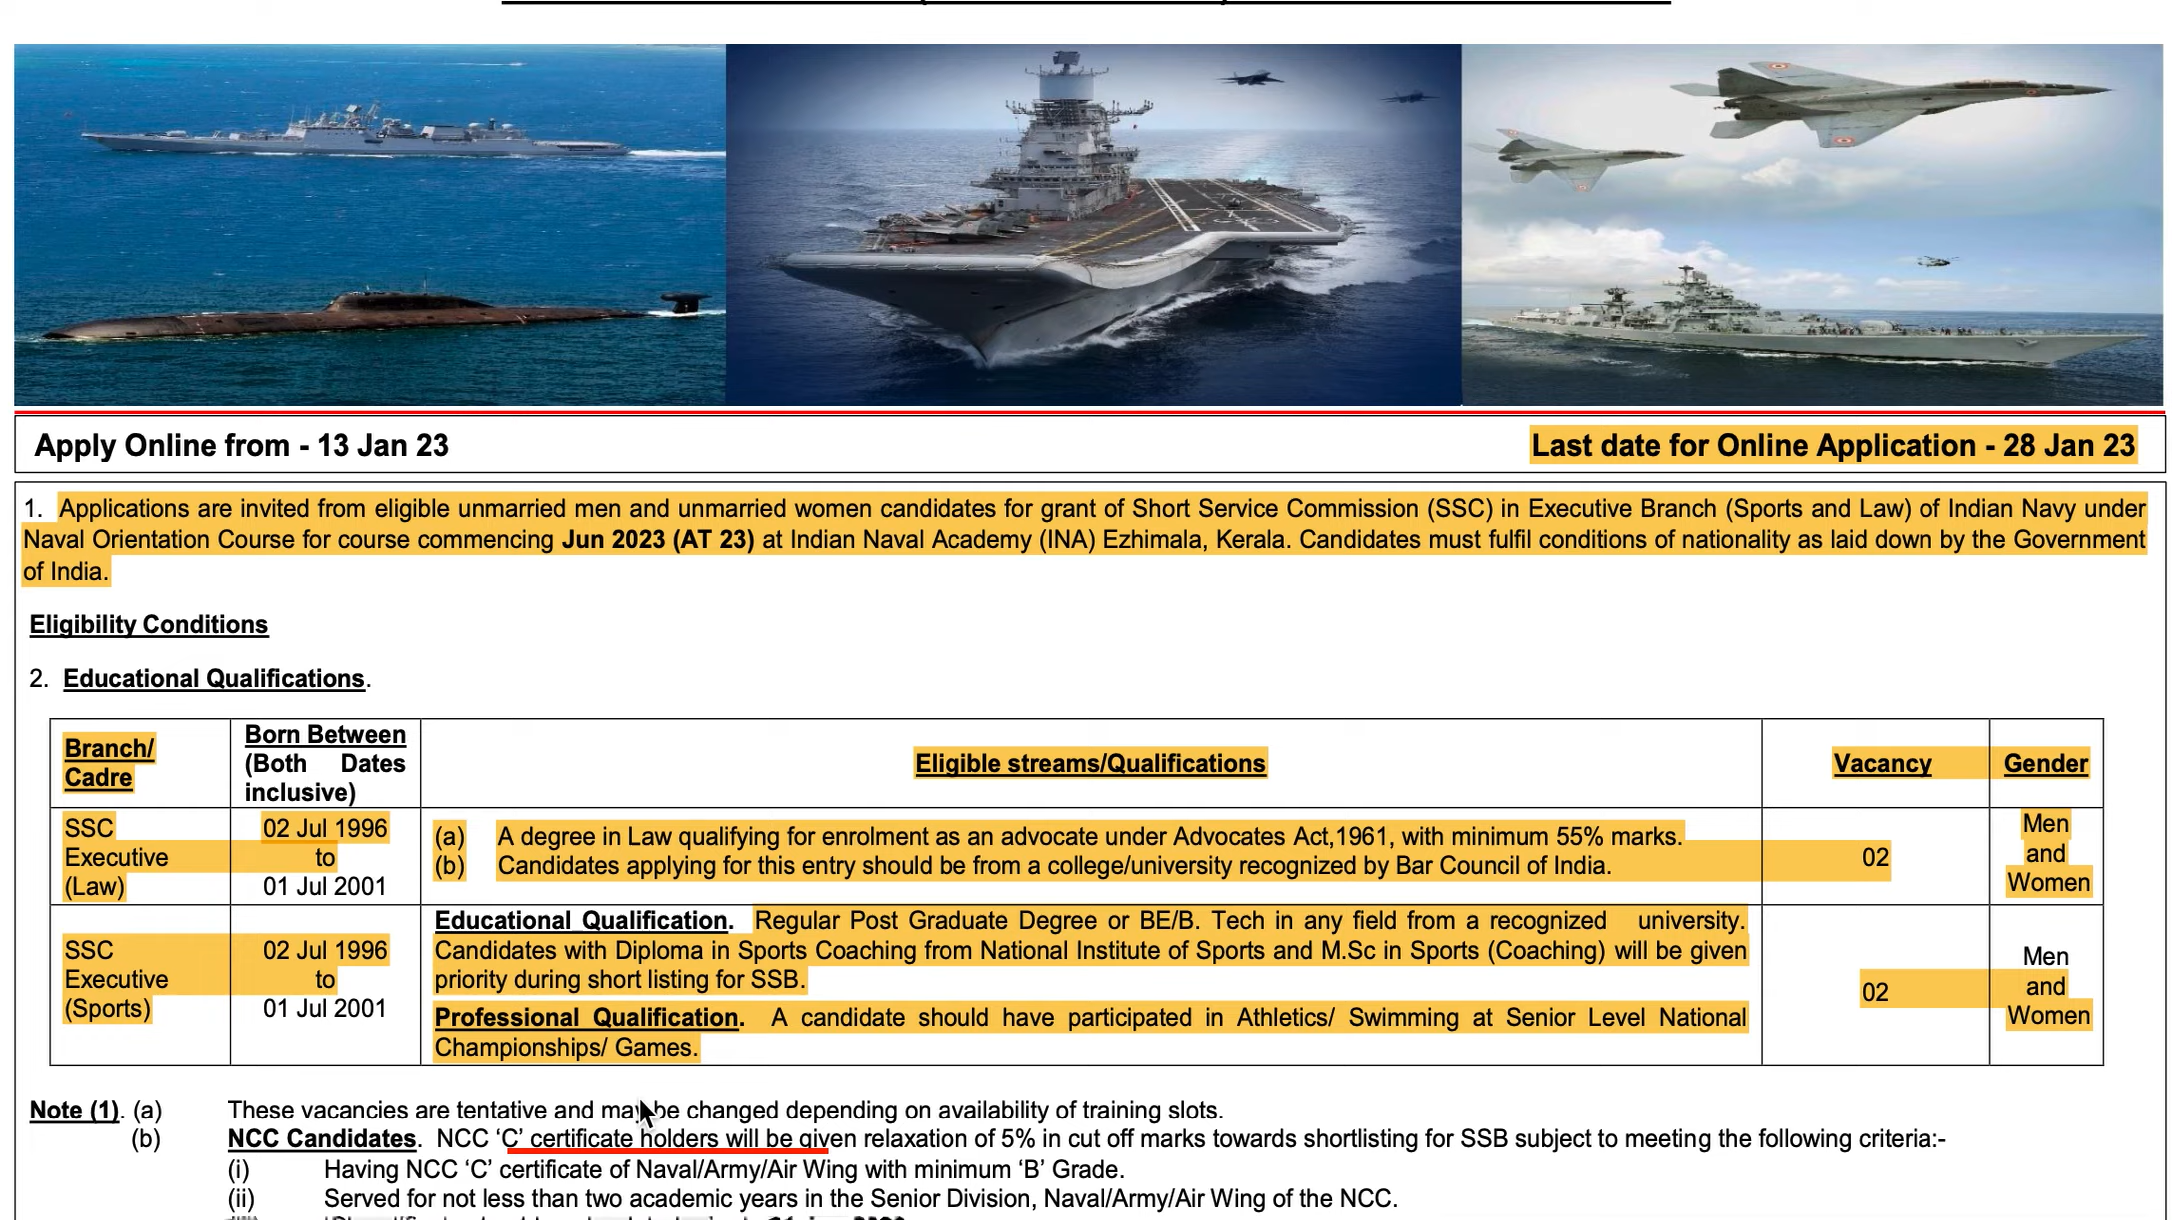 Apply Online from - 13 Jan 23
Last date for Online Application - 28 Jan 23
1. Applications are invited from eligible unmarried men and unmarried women candidates for grant of Short Service Commission (SSC) in Executive Branch (Sports and Law) of Indian Navy under
Naval Orientation Course for course commencing Jun 2023 (AT 23) at Indian Naval Academy (INA) Ezhimala, Kerala. Candidates must fulfil conditions of nationality as laid down by the Government
of India.
Eligibility Conditions
2. Educational Qualifications.
Branch/
Cadre
Born Between
(Both Dates
inclusive)
Eligible streams/Qualifications
Vacancy
Gender
SSC
Executive
(Law)
02 Jul 1996
to
01 Jul 2001
(a) A degree in Law qualifying for enrolment as an advocate under Advocates Act,1961, with minimum 55% marks.
(b) Candidates applying for this entry should be from a college/university recognized by Bar Council of India.
02
Men
and
Women
SSC
Executive
(Sports)
02 Jul 1996
to
01 Jul 2001
Educational Qualification. Regular Post Graduate Degree or BE/B. Tech in any field from a recognized university.
Candidates with Diploma in Sports Coaching from National Institute of Sports and M.Sc in Sports (Coaching) will be given
priority during short listing for SSB.
Professional Qualification. A candidate should have participated in Athletics/ Swimming at Senior Level National
Championships/ Games.
02
Men
and
Women
Note (1). (a) These vacancies are tentative and may be changed depending on availability of training slots.
(b) NCC Candidates. NCC ‘C’ certificate holders will be given relaxation of 5% in cut off marks towards shortlisting for SSB subject to meeting the following criteria:-
(i) Having NCC ‘C’ certificate of Naval/Army/Air Wing with minimum ‘B’ Grade.
(ii) Served for not less than two academic years in the Senior Division, Naval/Army/Air Wing of the NCC.